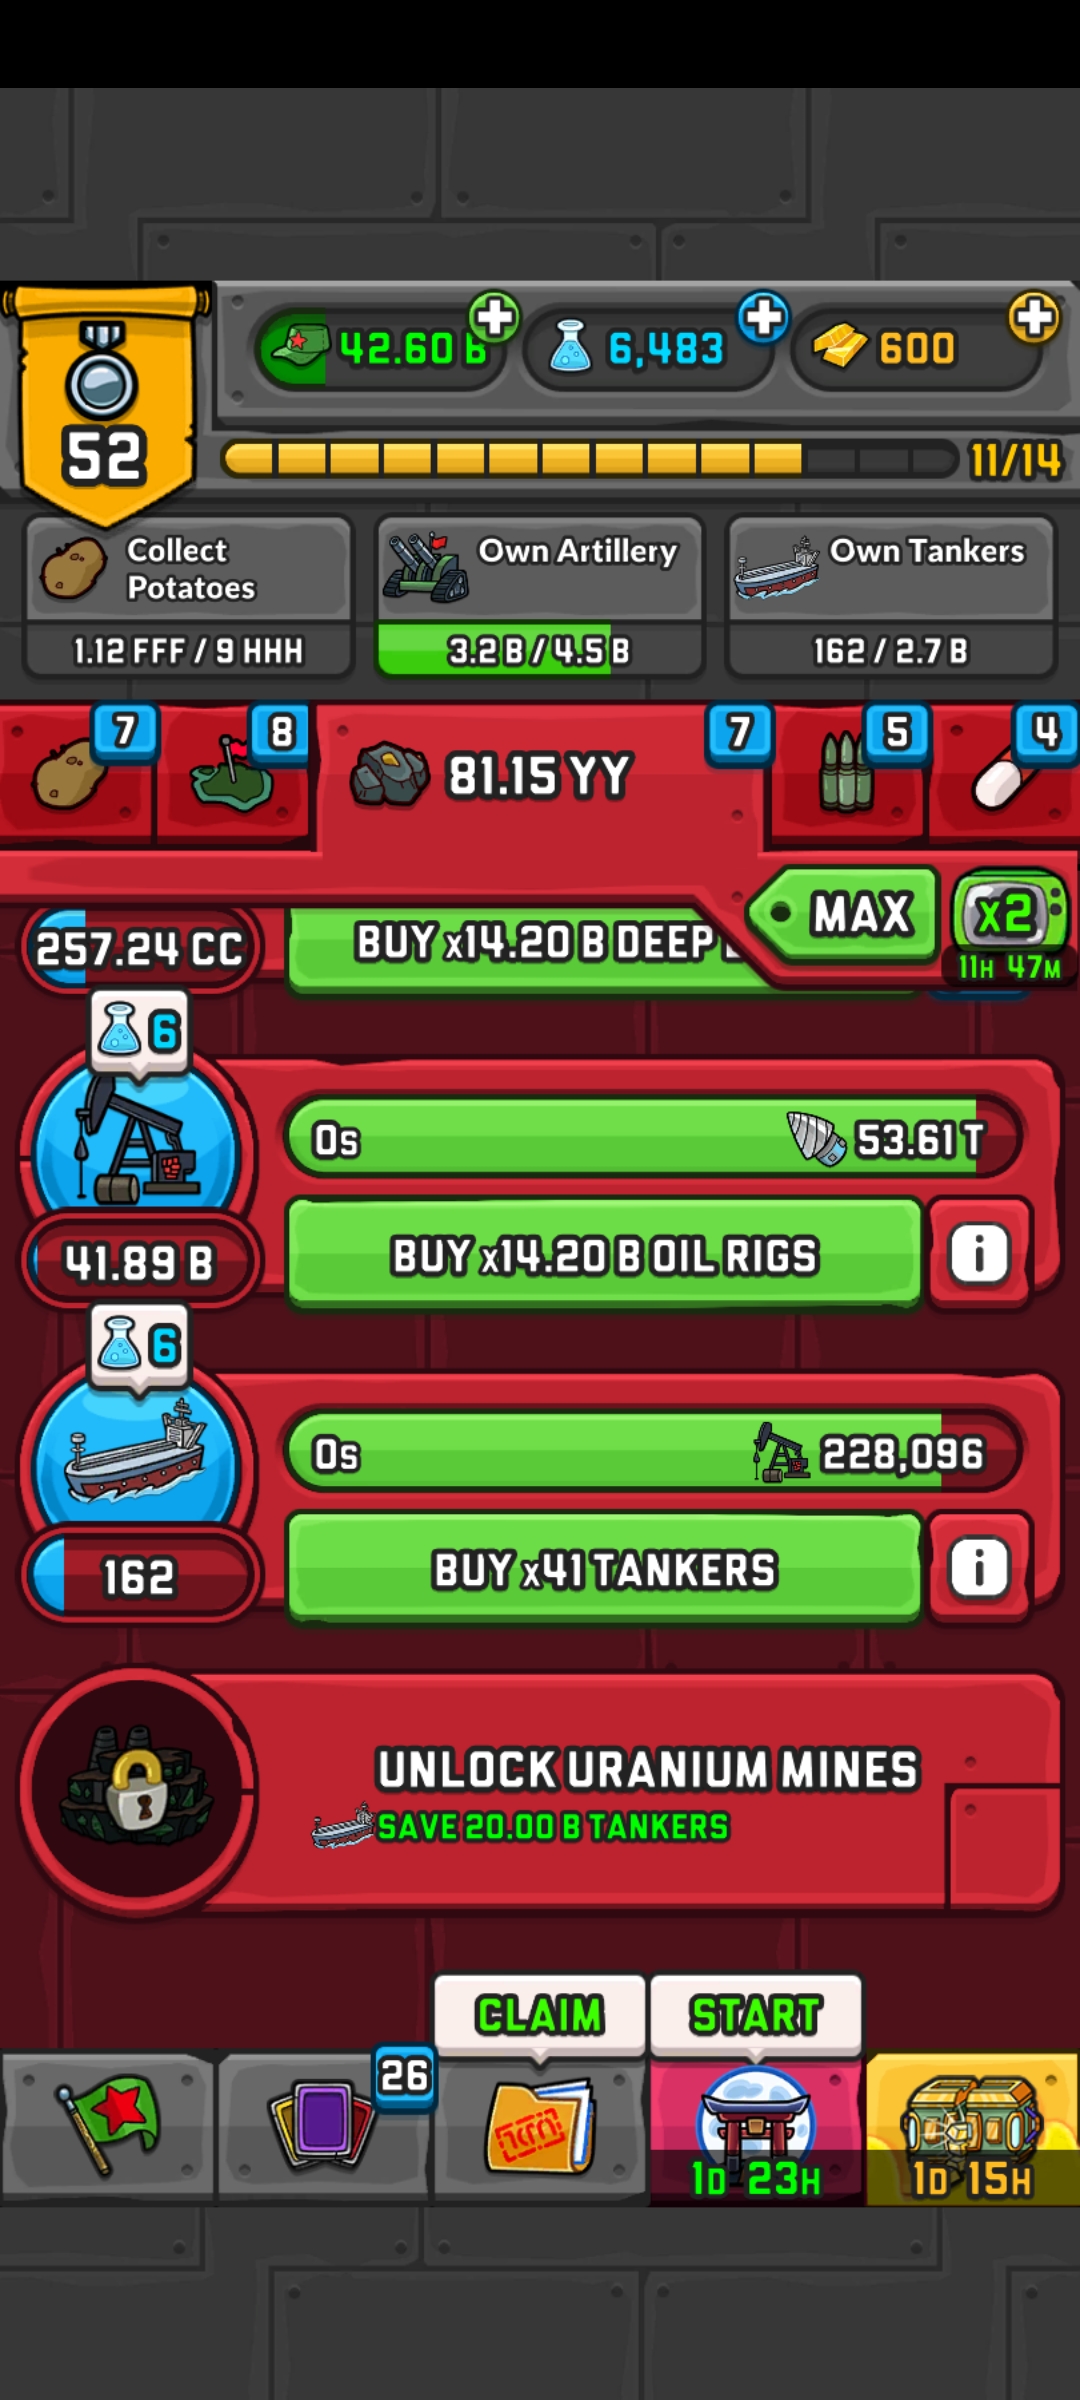 42.60 B
6,483
600
52
11/14
Collect
Potatoes
Own Artillery
Own Tankers
1.12 FFF / 9 HHH
3.2 B / 4.5 B
162 / 2.7 B
7
8
81.15 YY
7
5
4
MAX
x2
11H 47M
257.24 CC
BUY x14.20 B DEEP
6
0s
53.61 T
41.89 B
BUY x14.20 B OIL RIGS
i
6
0s
228,096
162
BUY x41 TANKERS
i
UNLOCK URANIUM MINES
SAVE 20.00 B TANKERS
CLAIM
START
26
1D 23H
1D 15H